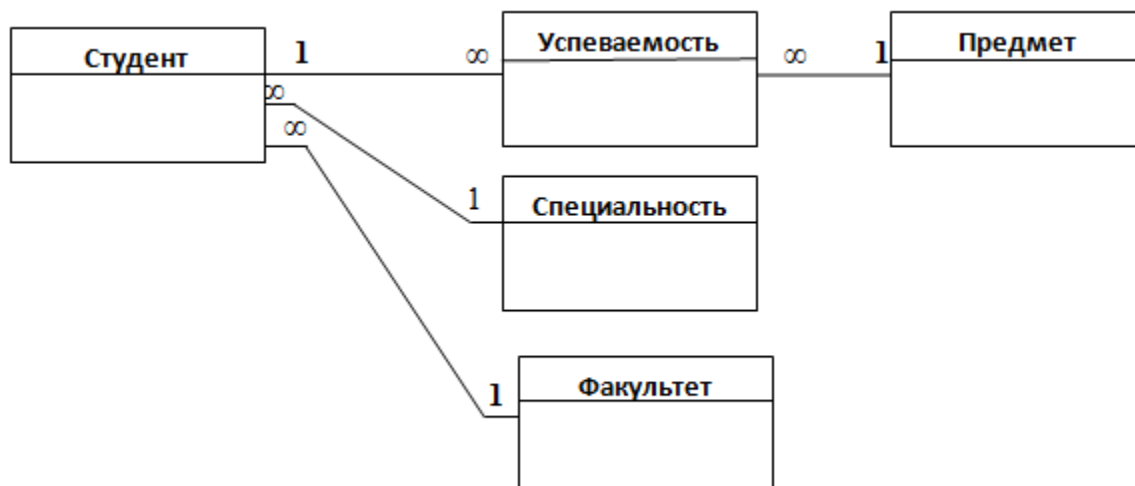 Студент 1 ∞ Успеваемость ∞ 1 Предмет
∞
∞
1 Специальность
1 Факультет